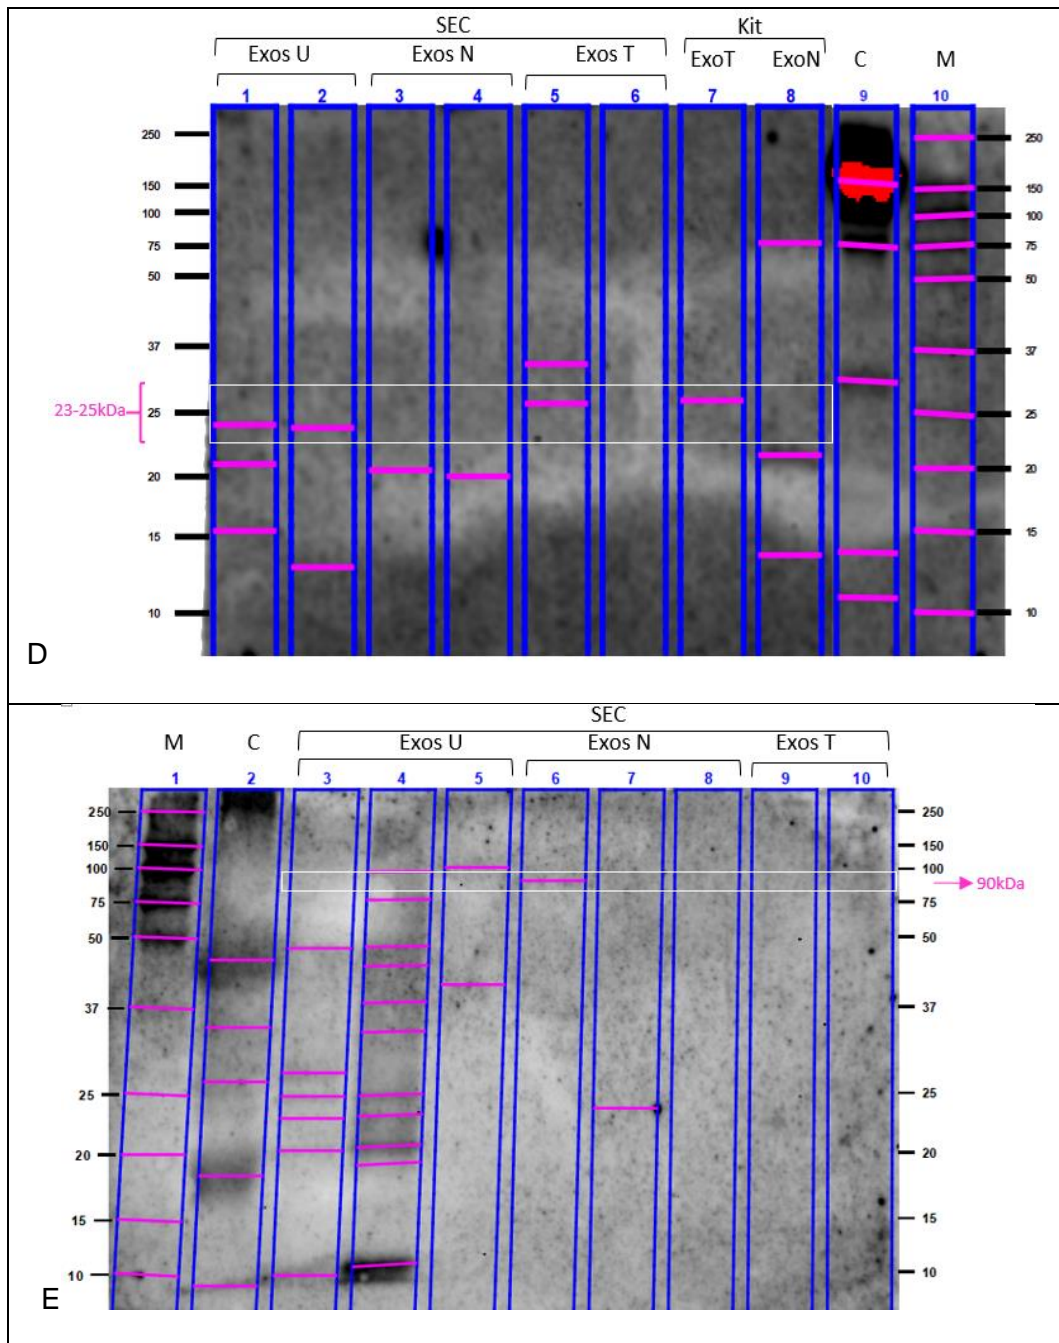 SEC Kit
Exos U Exos N Exos T ExoT ExoN C M
1 2 3 4 5 6 7 8 9 10
250 250
150 150
100 100
75 75
50 50
37 37
23-25kDa 25 25
20 20
15 15
10 10
D
SEC
M C Exos U Exos N Exos T
1 2 3 4 5 6 7 8 9 10
250 250
150 150
100 100
90kDa
75 75
50 50
37 37
25 25
20 20
15 15
10 10
E